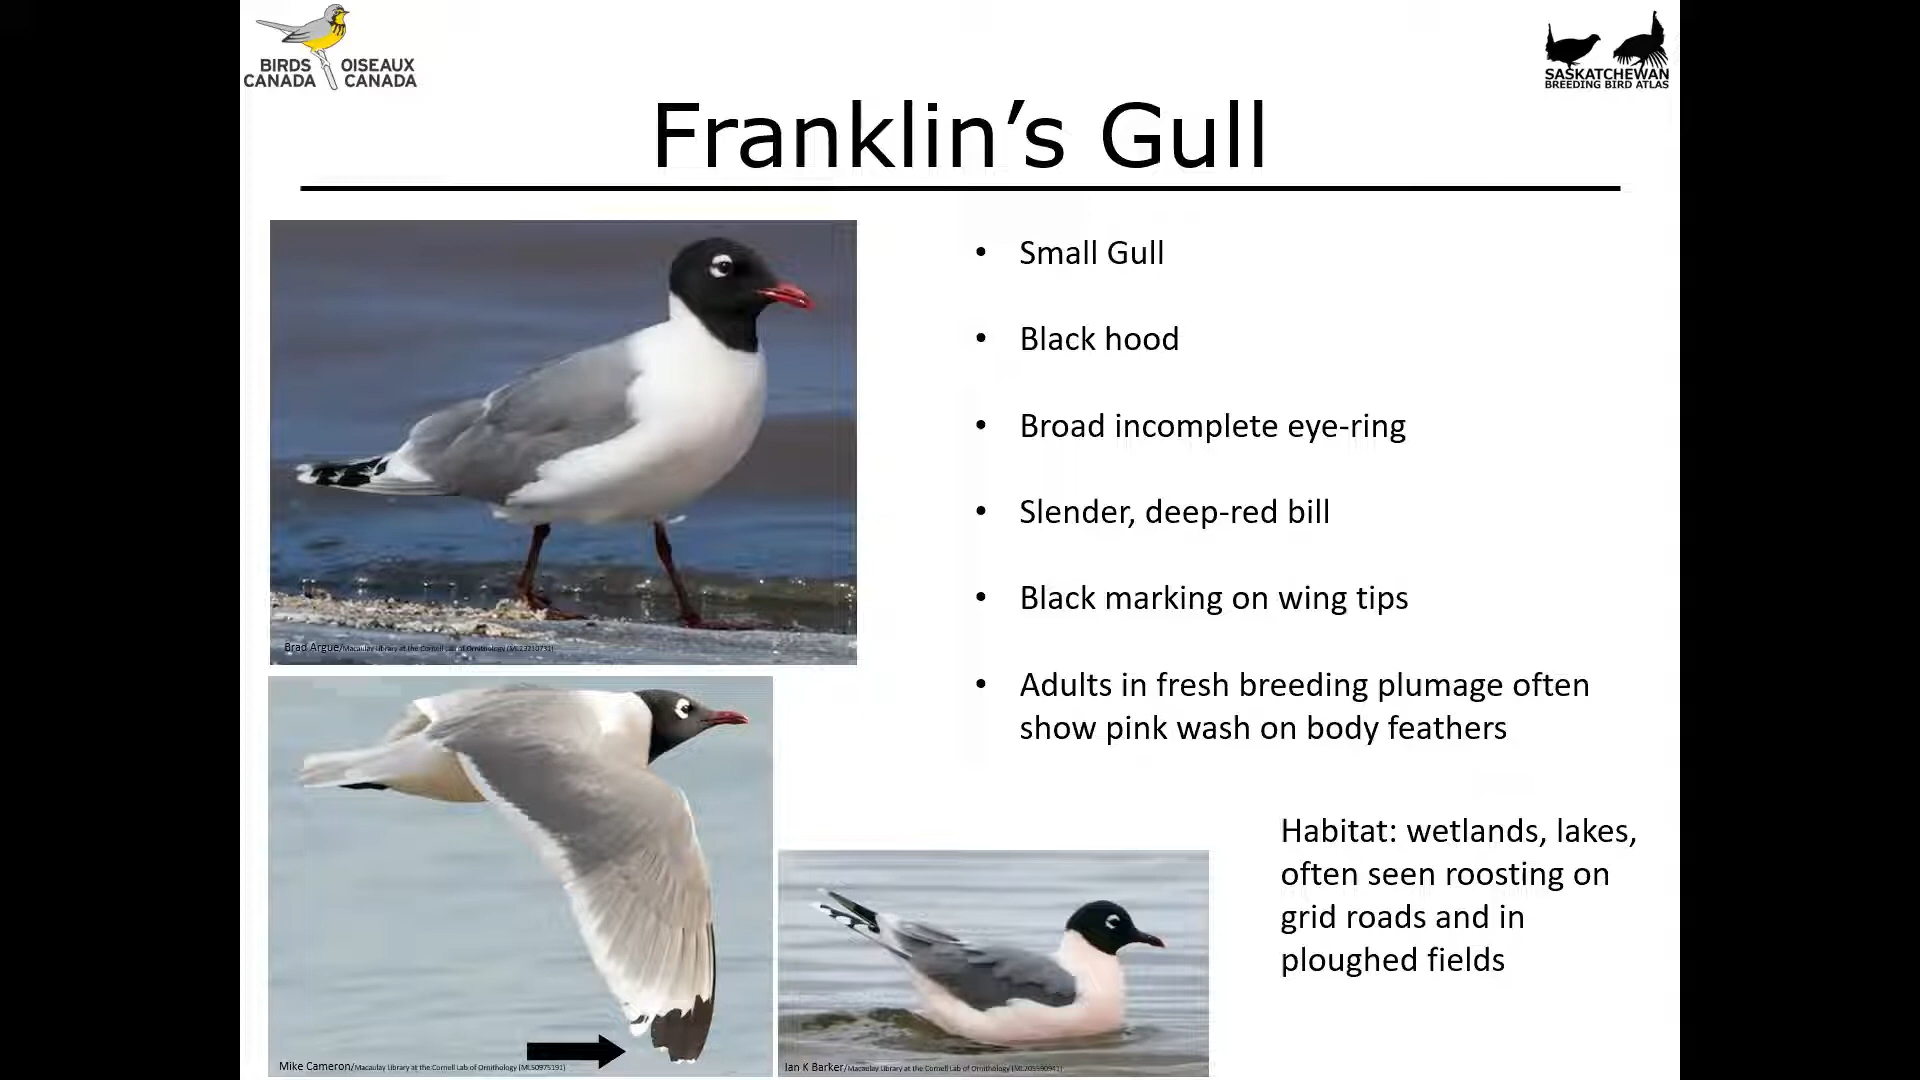 BIRDS CANADA
OISEAUX CANADA
SASKATCHEWAN
BREEDING BIRD ATLAS
Franklin’s Gull
• Small Gull
• Black hood
• Broad incomplete eye-ring
• Slender, deep-red bill
• Black marking on wing tips
• Adults in fresh breeding plumage often
show pink wash on body feathers
Habitat: wetlands, lakes,
often seen roosting on
grid roads and in
ploughed fields
Brad Argue/Macaulay Library at the Cornell Lab of Ornithology
Mike Cameron/Macaulay Library at the Cornell Lab of Ornithology (ML50975191)
Ian K Barker/Macaulay Library at the Cornell Lab of Ornithology